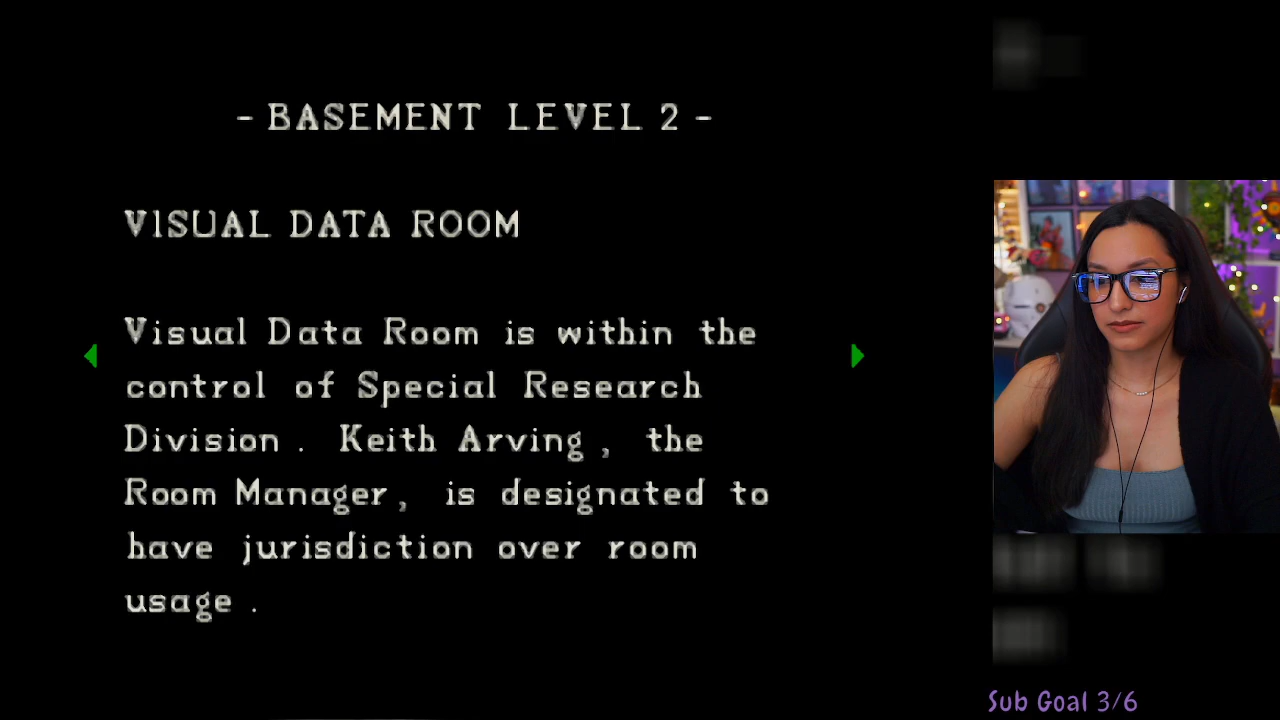 - BASEMENT LEVEL 2 -
VISUAL DATA ROOM
Visual Data Room is within the
control of Special Research
Division. Keith Arving, the
Room Manager, is designated to
have jurisdiction over room
usage.
Sub Goal 3/6